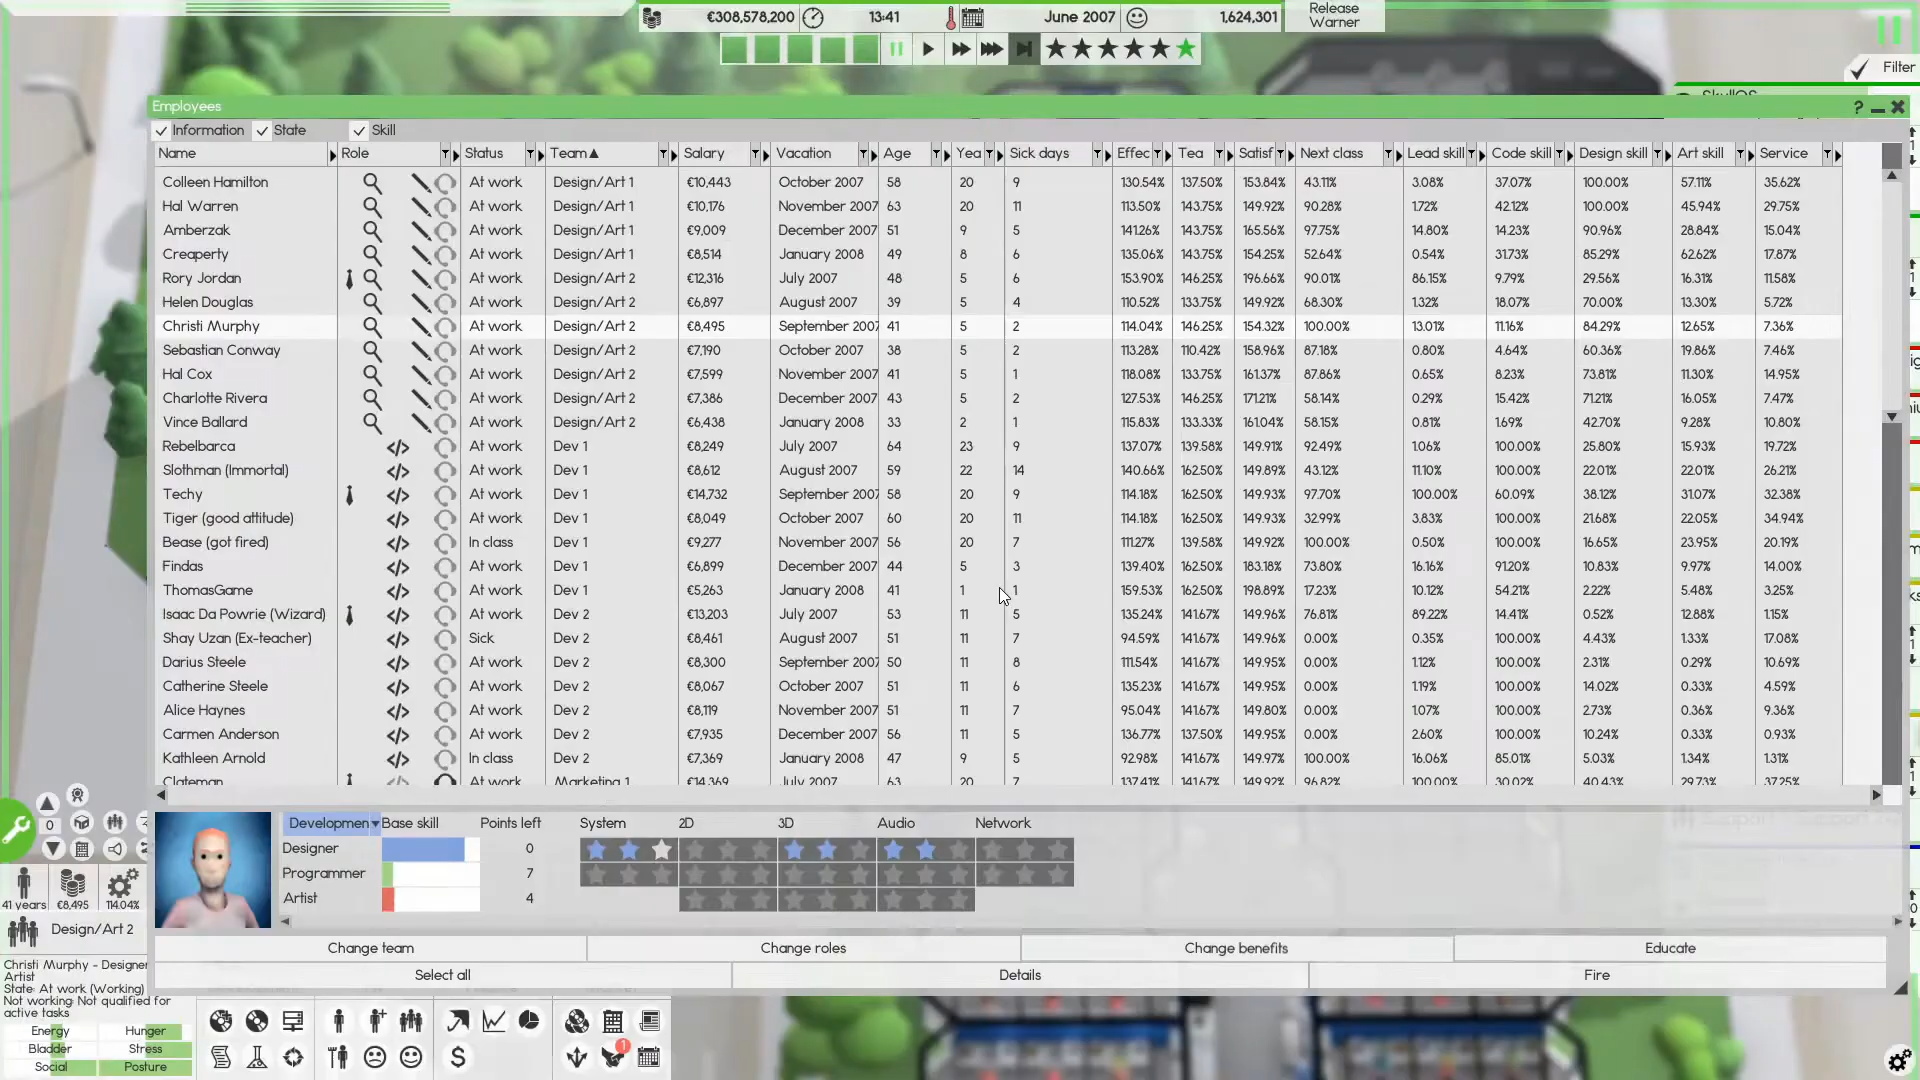 €308,578,200 13:41 June 2007 1,624,301 Release Warner
Filter
SkullOS
Employees
Information State Skill
Name Role Status Team▲ Salary Vacation Age Yea Sick days Effec Tea Satisf Next class Lead skill Code skill Design skill Art skill Service
Colleen Hamilton At work Design/Art 1 €10,443 October 2007 58 20 9 130.54% 137.50% 153.84% 43.11% 3.08% 37.07% 100.00% 57.11% 35.62%
Hal Warren At work Design/Art 1 €10,176 November 2007 63 20 11 113.50% 143.75% 149.92% 90.28% 1.72% 42.12% 100.00% 45.94% 29.75%
Amberzak At work Design/Art 1 €9,009 December 2007 51 9 5 141.26% 143.75% 165.56% 97.75% 14.80% 14.23% 90.96% 28.84% 15.04%
Creaperty At work Design/Art 1 €8,514 January 2008 49 8 6 135.06% 143.75% 154.25% 52.64% 0.54% 31.73% 85.29% 62.62% 17.87%
Rory Jordan At work Design/Art 2 €12,316 July 2007 48 5 6 153.90% 146.25% 196.66% 90.01% 86.15% 9.79% 29.56% 16.31% 11.58%
Helen Douglas At work Design/Art 2 €6,897 August 2007 39 5 4 110.52% 133.75% 149.92% 68.30% 1.32% 18.07% 70.00% 13.30% 5.72%
Christi Murphy At work Design/Art 2 €8,495 September 2007 41 5 2 114.04% 146.25% 154.32% 100.00% 13.01% 11.16% 84.29% 12.65% 7.36%
Sebastian Conway At work Design/Art 2 €7,190 October 2007 38 5 2 113.28% 110.42% 158.96% 87.18% 0.80% 4.64% 60.36% 19.86% 7.46%
Hal Cox At work Design/Art 2 €7,599 November 2007 41 5 1 118.08% 133.75% 161.37% 87.86% 0.65% 8.23% 73.81% 11.30% 14.95%
Charlotte Rivera At work Design/Art 2 €7,386 December 2007 43 5 2 127.53% 146.25% 171.21% 58.14% 0.29% 15.42% 71.21% 16.05% 7.47%
Vince Ballard At work Design/Art 2 €6,438 January 2008 33 2 1 115.83% 133.33% 161.04% 58.15% 0.81% 1.69% 42.70% 9.28% 10.80%
Rebelbarca At work Dev 1 €8,249 July 2007 64 23 9 137.07% 139.58% 149.91% 92.49% 1.06% 100.00% 25.80% 15.93% 19.72%
Slothman (Immortal) At work Dev 1 €8,612 August 2007 59 22 14 140.66% 162.50% 149.89% 43.12% 11.10% 100.00% 22.01% 22.01% 26.21%
Techy At work Dev 1 €14,732 September 2007 58 20 9 114.18% 162.50% 149.93% 97.70% 100.00% 60.09% 38.12% 31.07% 32.38%
Tiger (good attitude) At work Dev 1 €8,049 October 2007 60 20 11 114.18% 162.50% 149.93% 32.99% 3.83% 100.00% 21.68% 22.05% 34.94%
Bease (got fired) In class Dev 1 €9,277 November 2007 56 20 7 111.27% 139.58% 149.92% 100.00% 0.50% 100.00% 16.65% 23.95% 20.19%
Findas At work Dev 1 €6,899 December 2007 44 5 3 139.40% 162.50% 183.18% 73.80% 16.16% 91.20% 10.83% 9.97% 14.00%
ThomasGame At work Dev 1 €5,263 January 2008 41 1 1 159.53% 162.50% 198.89% 17.23% 10.12% 54.21% 2.22% 5.48% 3.25%
Isaac Da Powrie (Wizard) At work Dev 2 €13,203 July 2007 53 11 5 135.24% 141.67% 149.96% 76.81% 89.22% 14.41% 0.52% 12.88% 1.15%
Shay Uzan (Ex-teacher) Sick Dev 2 €8,461 August 2007 51 11 7 94.59% 141.67% 149.96% 0.00% 0.35% 100.00% 4.43% 1.33% 17.08%
Darius Steele At work Dev 2 €8,300 September 2007 50 11 8 111.54% 141.67% 149.95% 0.00% 1.12% 100.00% 2.31% 0.29% 10.69%
Catherine Steele At work Dev 2 €8,067 October 2007 51 11 6 135.23% 141.67% 149.95% 0.00% 1.19% 100.00% 14.02% 0.33% 4.59%
Alice Haynes At work Dev 2 €8,119 November 2007 51 11 7 95.04% 141.67% 149.80% 0.00% 1.07% 100.00% 2.73% 0.36% 9.36%
Carmen Anderson At work Dev 2 €7,935 December 2007 56 11 5 136.77% 137.50% 149.95% 0.00% 2.60% 100.00% 10.24% 0.33% 0.93%
Kathleen Arnold In class Dev 2 €7,369 January 2008 47 9 5 92.98% 141.67% 149.97% 100.00% 16.06% 85.01% 5.03% 1.34% 1.31%
Clateman At work Marketing 1 €14,369 July 2007 63 20 7 137.41% 141.67% 149.92% 96.82% 100.00% 30.02% 40.43% 29.73% 37.25%
Developmen Base skill Points left System 2D 3D Audio Network
Designer 0
Programmer 7
Artist 4
Change team Change roles Change benefits Educate
Select all Details Fire
0
41 years €8,495 114.04%
Design/Art 2
Christi Murphy - Designer
Artist
State: At work (Working)
Not working: Not qualified for
active tasks
Energy Hunger
Bladder Stress
Social Posture
1